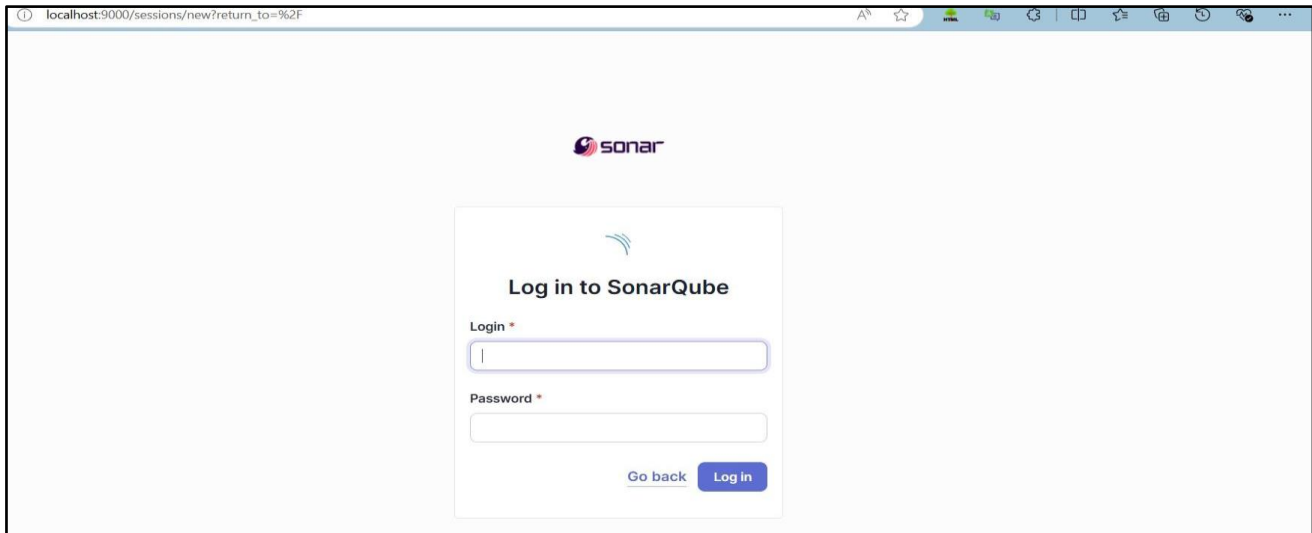 localhost:9000/sessions/new?return_to=%2F
sonar
Log in to SonarQube
Login *
Password *
Go back Log in